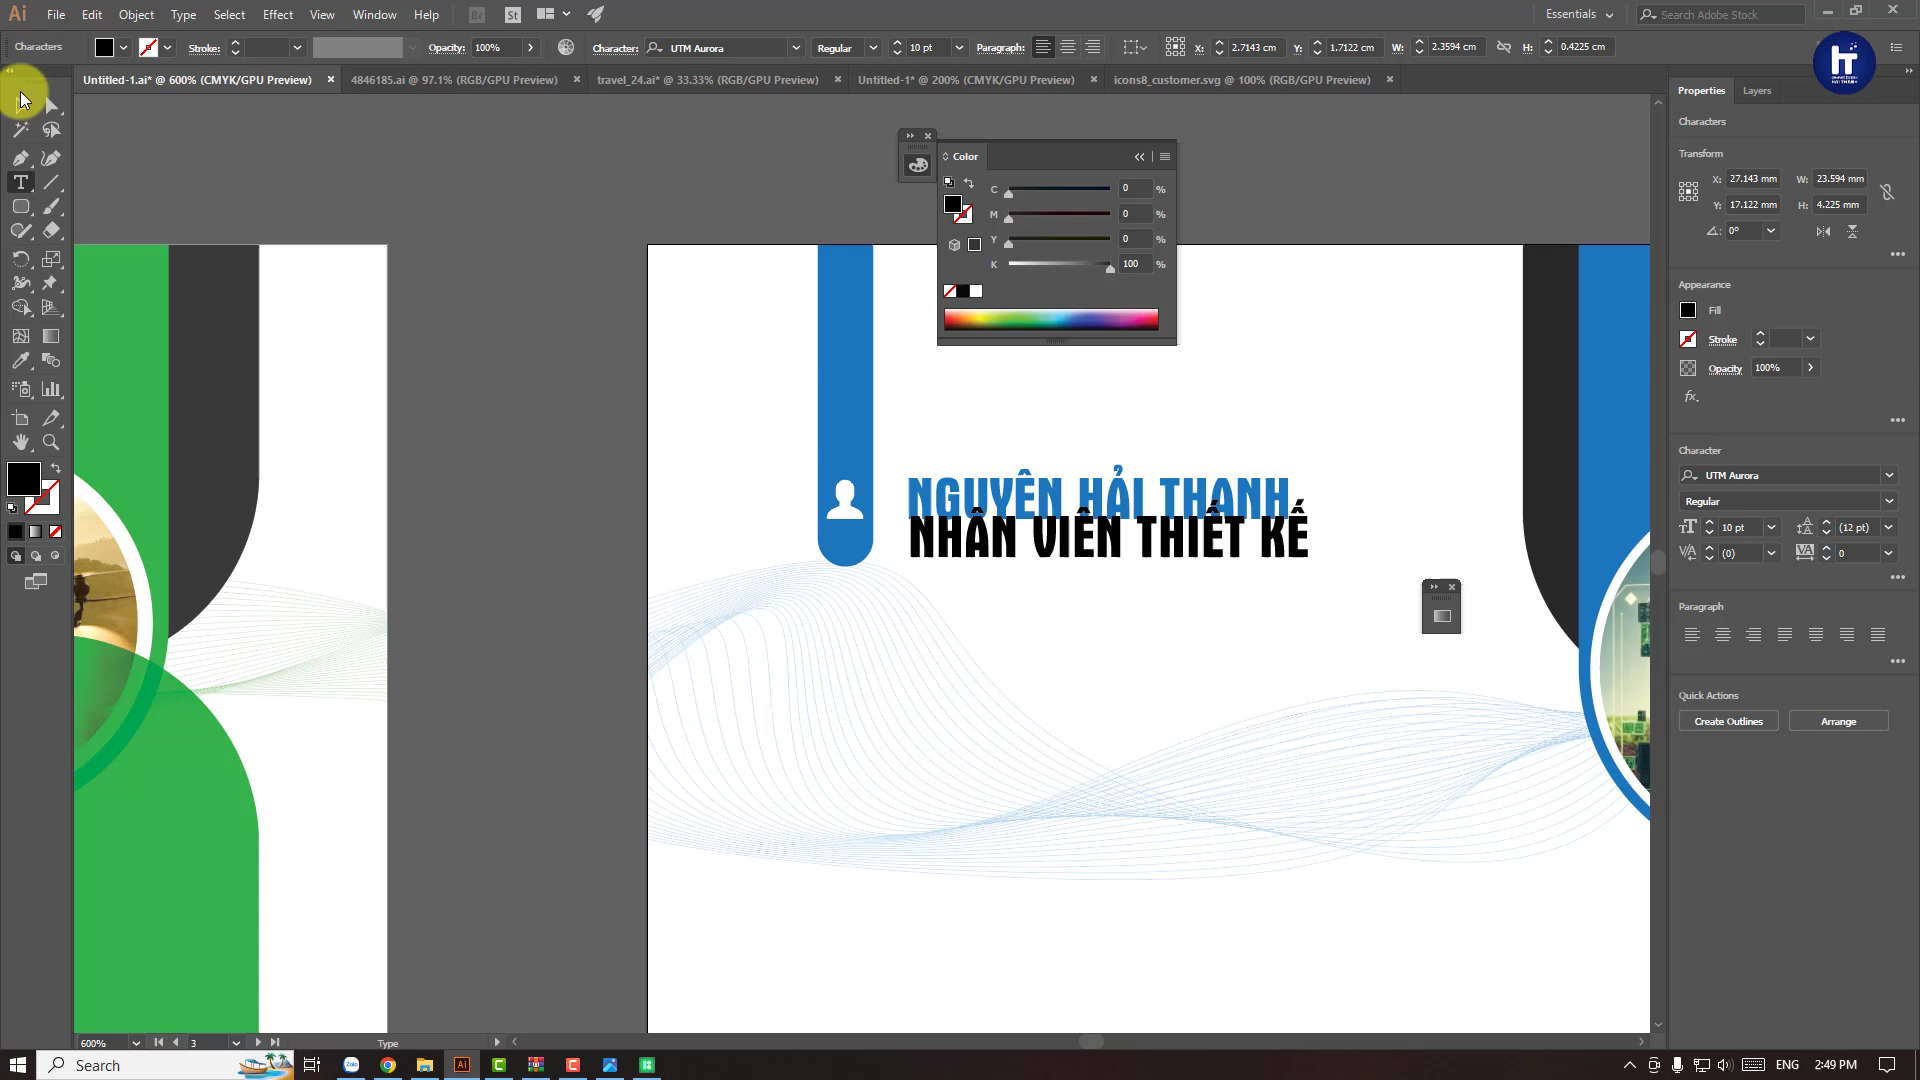 Ai File Edit Object Type Select Effect View Window Help Br St Essentials Search Adobe Stock
Characters Stroke: Opacity: 100% Character: UTM Aurora Regular 10 pt Paragraph: X: 2.7143 cm Y: 1.7122 cm W: 2.3594 cm H: 0.4225 cm
Untitled-1.ai* @ 600% (CMYK/GPU Preview) 4846185.ai @ 97.1% (RGB/GPU Preview) travel_24.ai* @ 33.33% (RGB/GPU Preview) Untitled-1* @ 200% (CMYK/GPU Preview) icons8_customer.svg @ 100% (RGB/GPU Preview)
HT
Properties Layers
Characters
Transform
X: 27.143 mm W: 23.594 mm
Y: 17.122 mm H: 4.225 mm
0°
Appearance
Fill
Stroke
Opacity 100%
fx.
Character
UTM Aurora
Regular
10 pt (12 pt)
(0) 0
Paragraph
Quick Actions
Create Outlines Arrange
Color
C 0 %
M 0 %
Y 0 %
K 100 %
NGUYỄN HẢI THANH
NHÂN VIÊN THIẾT KẾ
600% 3 Type
Search Zalo Ai ENG 2:49 PM